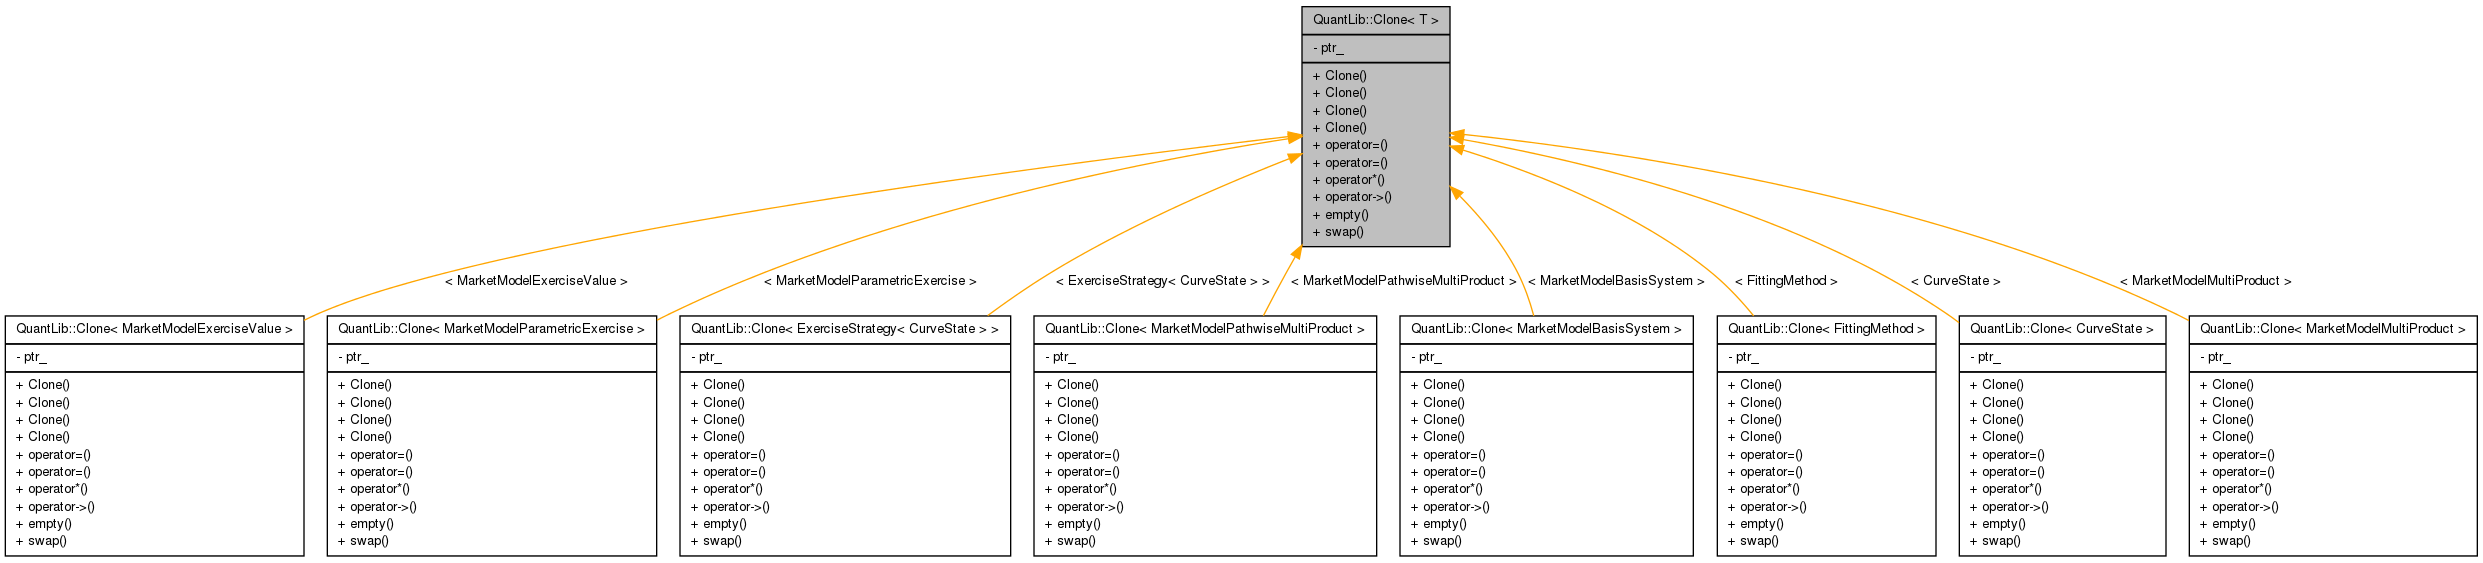 QuantLib::Clone< T >
- ptr_
+ Clone()
+ Clone()
+ Clone()
+ Clone()
+ operator=()
+ operator=()
+ operator*()
+ operator->()
+ empty()
+ swap()
< MarketModelExerciseValue >
< MarketModelParametricExercise >
< ExerciseStrategy< CurveState > >
< MarketModelPathwiseMultiProduct >
< MarketModelBasisSystem >
< FittingMethod >
< CurveState >
< MarketModelMultiProduct >
QuantLib::Clone< MarketModelExerciseValue >
- ptr_
+ Clone()
+ Clone()
+ Clone()
+ Clone()
+ operator=()
+ operator=()
+ operator*()
+ operator->()
+ empty()
+ swap()
QuantLib::Clone< MarketModelParametricExercise >
- ptr_
+ Clone()
+ Clone()
+ Clone()
+ Clone()
+ operator=()
+ operator=()
+ operator*()
+ operator->()
+ empty()
+ swap()
QuantLib::Clone< ExerciseStrategy< CurveState > >
- ptr_
+ Clone()
+ Clone()
+ Clone()
+ Clone()
+ operator=()
+ operator=()
+ operator*()
+ operator->()
+ empty()
+ swap()
QuantLib::Clone< MarketModelPathwiseMultiProduct >
- ptr_
+ Clone()
+ Clone()
+ Clone()
+ Clone()
+ operator=()
+ operator=()
+ operator*()
+ operator->()
+ empty()
+ swap()
QuantLib::Clone< MarketModelBasisSystem >
- ptr_
+ Clone()
+ Clone()
+ Clone()
+ Clone()
+ operator=()
+ operator=()
+ operator*()
+ operator->()
+ empty()
+ swap()
QuantLib::Clone< FittingMethod >
- ptr_
+ Clone()
+ Clone()
+ Clone()
+ Clone()
+ operator=()
+ operator=()
+ operator*()
+ operator->()
+ empty()
+ swap()
QuantLib::Clone< CurveState >
- ptr_
+ Clone()
+ Clone()
+ Clone()
+ Clone()
+ operator=()
+ operator=()
+ operator*()
+ operator->()
+ empty()
+ swap()
QuantLib::Clone< MarketModelMultiProduct >
- ptr_
+ Clone()
+ Clone()
+ Clone()
+ Clone()
+ operator=()
+ operator=()
+ operator*()
+ operator->()
+ empty()
+ swap()